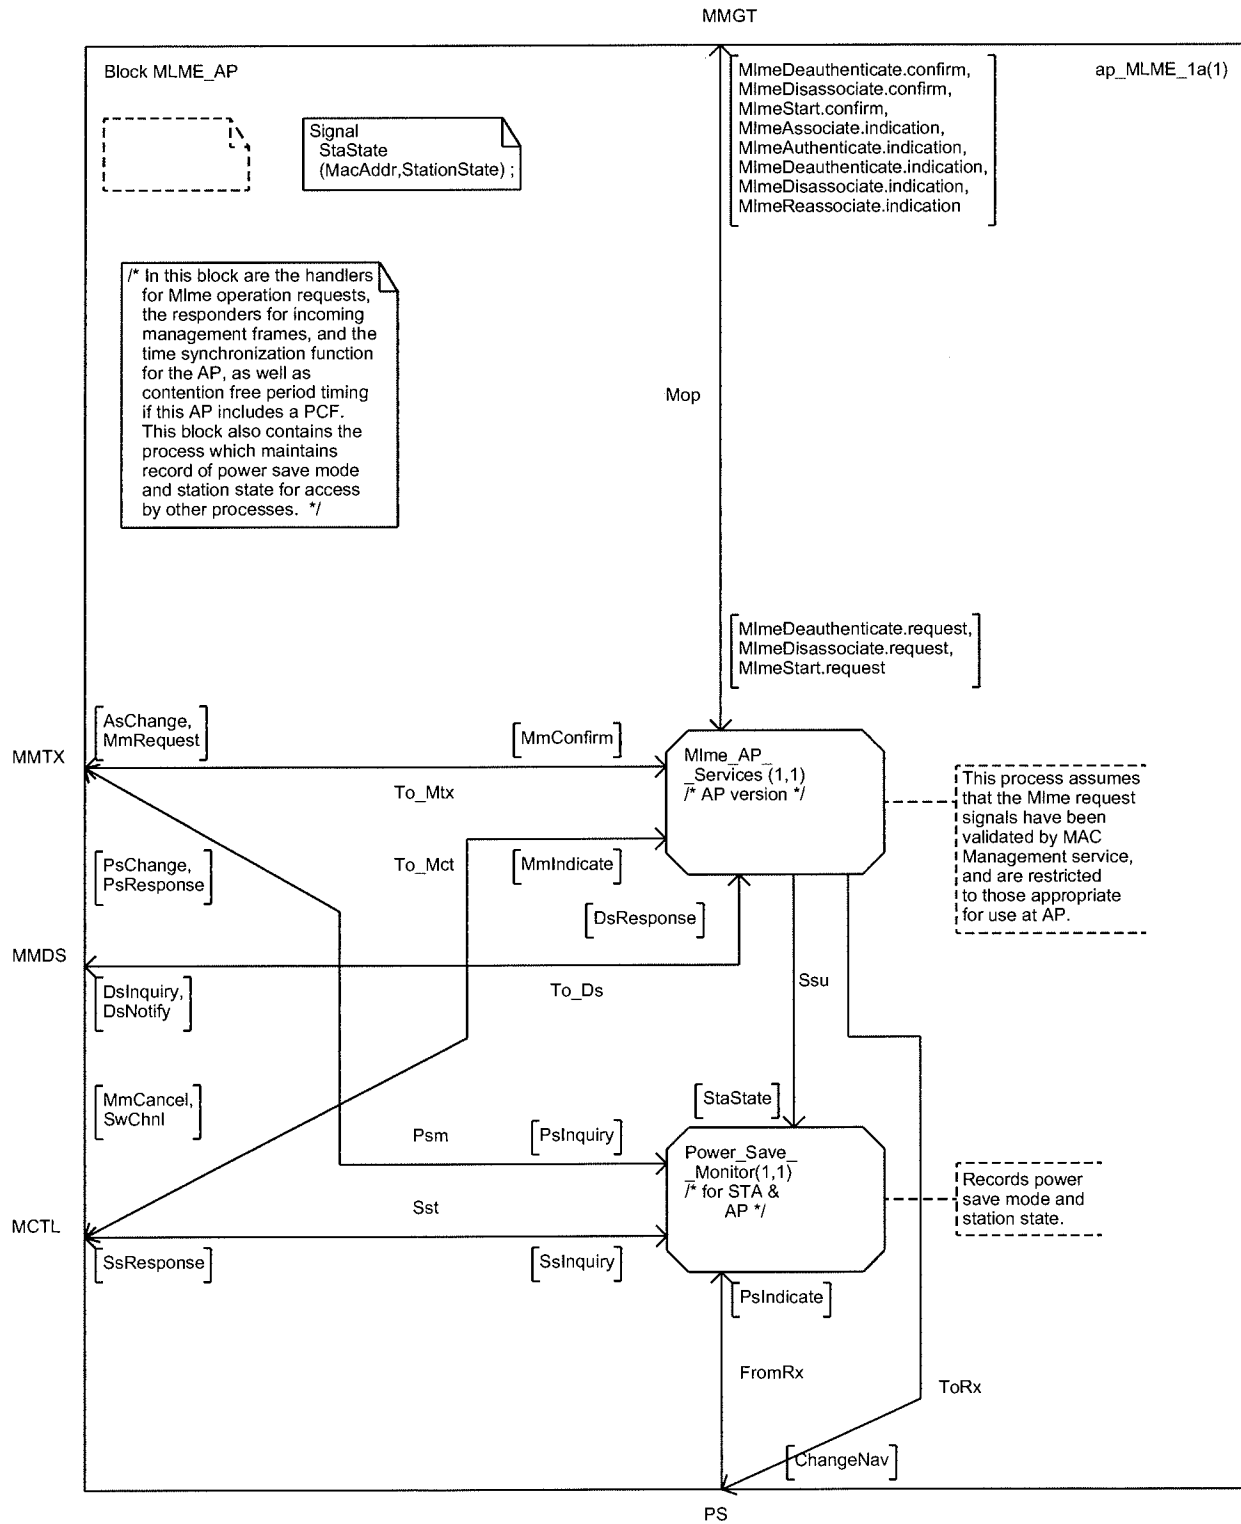 MMGT
Block MLME_AP
ap_MLME_1a(1)
Signal
StaState
(MacAddr,StationState) ;
MlmeDeauthenticate.confirm,
MlmeDisassociate.confirm,
MlmeStart.confirm,
MlmeAssociate.indication,
MlmeAuthenticate.indication,
MlmeDeauthenticate.indication,
MlmeDisassociate.indication,
MlmeReassociate.indication
/* In this block are the handlers
for Mlme operation requests,
the responders for incoming
management frames, and the
time synchronization function
for the AP, as well as
contention free period timing
if this AP includes a PCF.
This block also contains the
process which maintains
record of power save mode
and station state for access
by other processes. */
Mop
MlmeDeauthenticate.request,
MlmeDisassociate.request,
MlmeStart.request
AsChange,
MmRequest
MmConfirm
MMTX
To_Mtx
Mlme_AP_
_Services (1,1)
/* AP version */
This process assumes
that the Mlme request
signals have been
validated by MAC
Management service,
and are restricted
to those appropriate
for use at AP.
PsChange,
PsResponse
To_Mct
MmIndicate
DsResponse
MMDS
DsInquiry,
DsNotify
To_Ds
Ssu
MmCancel,
SwChnl
StaState
Psm
PsInquiry
Power_Save_
_Monitor(1,1)
/* for STA &
AP */
Records power
save mode and
station state.
Sst
MCTL
SsResponse
SsInquiry
PsIndicate
FromRx
ToRx
ChangeNav
PS